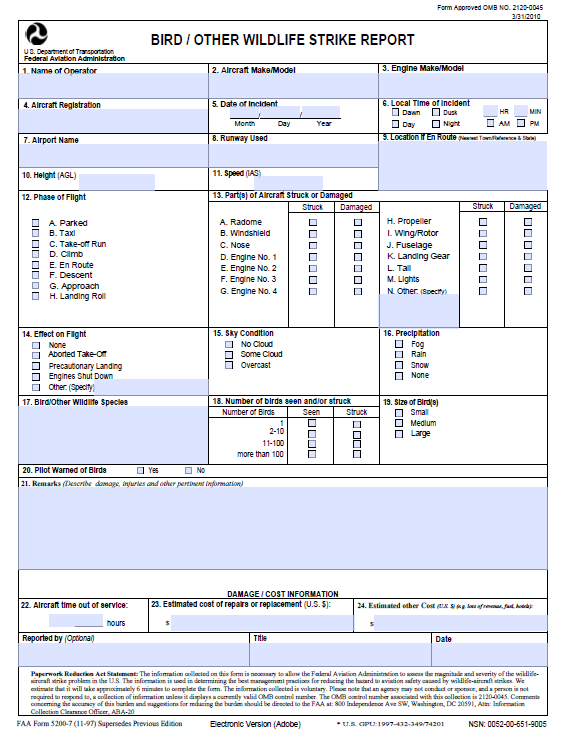 Form Approved OMB NO. 2120-0045
3/31/2010
U.S. Department of Transportation
Federal Aviation Administration
BIRD / OTHER WILDLIFE STRIKE REPORT
1. Name of Operator
2. Aircraft Make/Model
3. Engine Make/Model
4. Aircraft Registration
5. Date of Incident
/ /
Month Day Year
6. Local Time of Incident
Dawn Dusk HR MIN
Day Night AM PM
7. Airport Name
8. Runway Used
9. Location if En Route (Nearest Town/Reference & State)
10. Height (AGL)
11. Speed (IAS)
12. Phase of Flight
A. Parked
B. Taxi
C. Take-off Run
D. Climb
E. En Route
F. Descent
G. Approach
H. Landing Roll
13. Part(s) of Aircraft Struck or Damaged
Struck Damaged Struck Damaged
A. Radome
B. Windshield
C. Nose
D. Engine No. 1
E. Engine No. 2
F. Engine No. 3
G. Engine No. 4
H. Propeller
I. Wing/Rotor
J. Fuselage
K. Landing Gear
L. Tail
M. Lights
N. Other: (Specify)
14. Effect on Flight
None
Aborted Take-Off
Precautionary Landing
Engines Shut Down
Other: (Specify)
15. Sky Condition
No Cloud
Some Cloud
Overcast
16. Precipitation
Fog
Rain
Snow
None
17. Bird/Other Wildlife Species
18. Number of birds seen and/or struck
Number of Birds Seen Struck
1
2-10
11-100
more than 100
19. Size of Bird(s)
Small
Medium
Large
20. Pilot Warned of Birds Yes No
21. Remarks (Describe damage, injuries and other pertinent information)
DAMAGE / COST INFORMATION
22. Aircraft time out of service:
hours
23. Estimated cost of repairs or replacement (U.S. $):
$
24. Estimated other Cost (U.S. $) (e.g. loss of revenue, fuel, hotels):
$
Reported by (Optional)
Title
Date
Paperwork Reduction Act Statement: The information collected on this form is necessary to allow the Federal Aviation Administration to assess the magnitude and severity of the wildlife-
aircraft strike problem in the U.S. The information is used in determining the best management practices for reducing the hazard to aviation safety caused by wildlife-aircraft strikes. We
estimate that it will take approximately 6 minutes to complete the form. The information collected is voluntary. Please note that an agency may not conduct or sponsor, and a person is not
required to respond to, a collection of information unless it displays a currently valid OMB control number. The OMB control number associated with this collection is 2120-0045. Comments
concerning the accuracy of this burden and suggestions for reducing the burden should be directed to the FAA at: 800 Independence Ave SW, Washington, DC 20591, Attn: Information
Collection Clearance Officer, ABA-20
FAA Form 5200-7 (11-97) Supersedes Previous Edition Electronic Version (Adobe) * U.S. GPU:1997-432-349/74201 NSN: 0052-00-651-9005